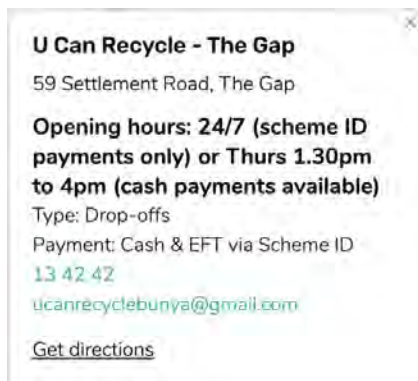 U Can Recycle - The Gap
59 Settlement Road, The Gap
Opening hours: 24/7 (scheme ID
payments only) or Thurs 1.30pm
to 4pm (cash payments available)
Type: Drop-offs
Payment: Cash & EFT via Scheme ID
13 42 42
ucanrecyclebunya@gmail.com
Get directions